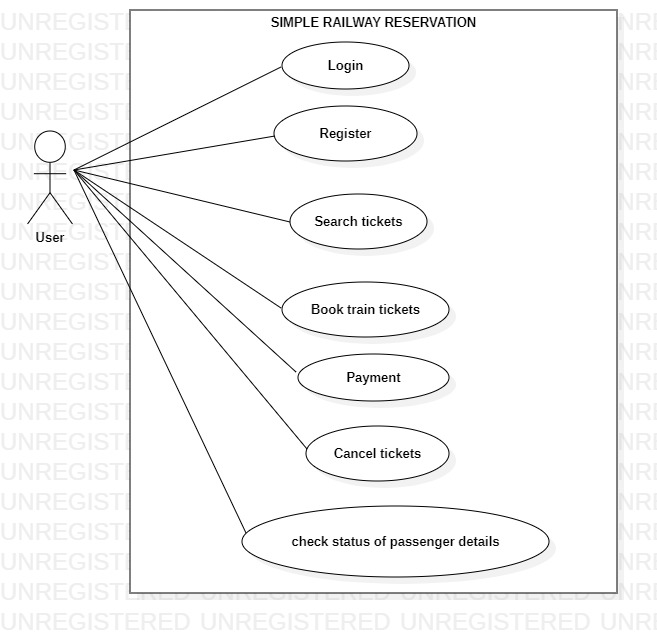 SIMPLE RAILWAY RESERVATION
Login
Register
Search tickets
User
Book train tickets
Payment
Cancel tickets
check status of passenger details
UNREGISTERED UNREGISTERED UNREGISTERED UNRE